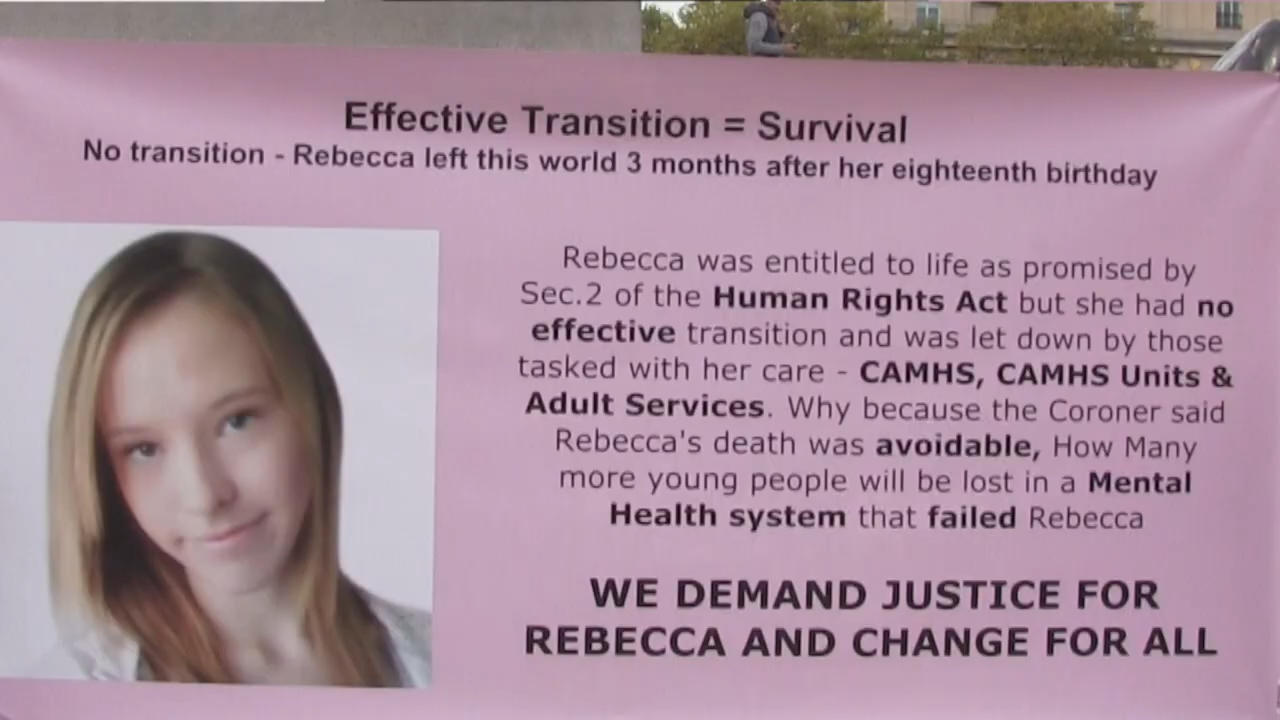 Effective Transition = Survival
No transition - Rebecca left this world 3 months after her eighteenth birthday
Rebecca was entitled to life as promised by
Sec.2 of the Human Rights Act but she had no
effective transition and was let down by those
tasked with her care - CAMHS, CAMHS Units &
Adult Services. Why because the Coroner said
Rebecca's death was avoidable, How Many
more young people will be lost in a Mental
Health system that failed Rebecca
WE DEMAND JUSTICE FOR
REBECCA AND CHANGE FOR ALL